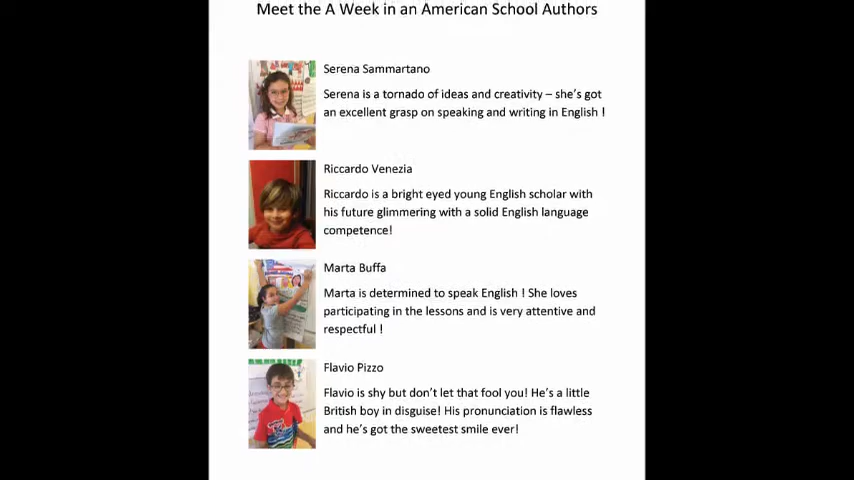 Meet the A Week in an American School Authors
Serena Sammartano
Serena is a tornado of ideas and creativity – she's got
an excellent grasp on speaking and writing in English !
Riccardo Venezia
Riccardo is a bright eyed young English scholar with
his future glimmering with a solid English language
competence!
Marta Buffa
Marta is determined to speak English ! She loves
participating in the lessons and is very attentive and
respectful !
Flavio Pizzo
Flavio is shy but don't let that fool you! He's a little
British boy in disguise! His pronunciation is flawless
and he's got the sweetest smile ever!